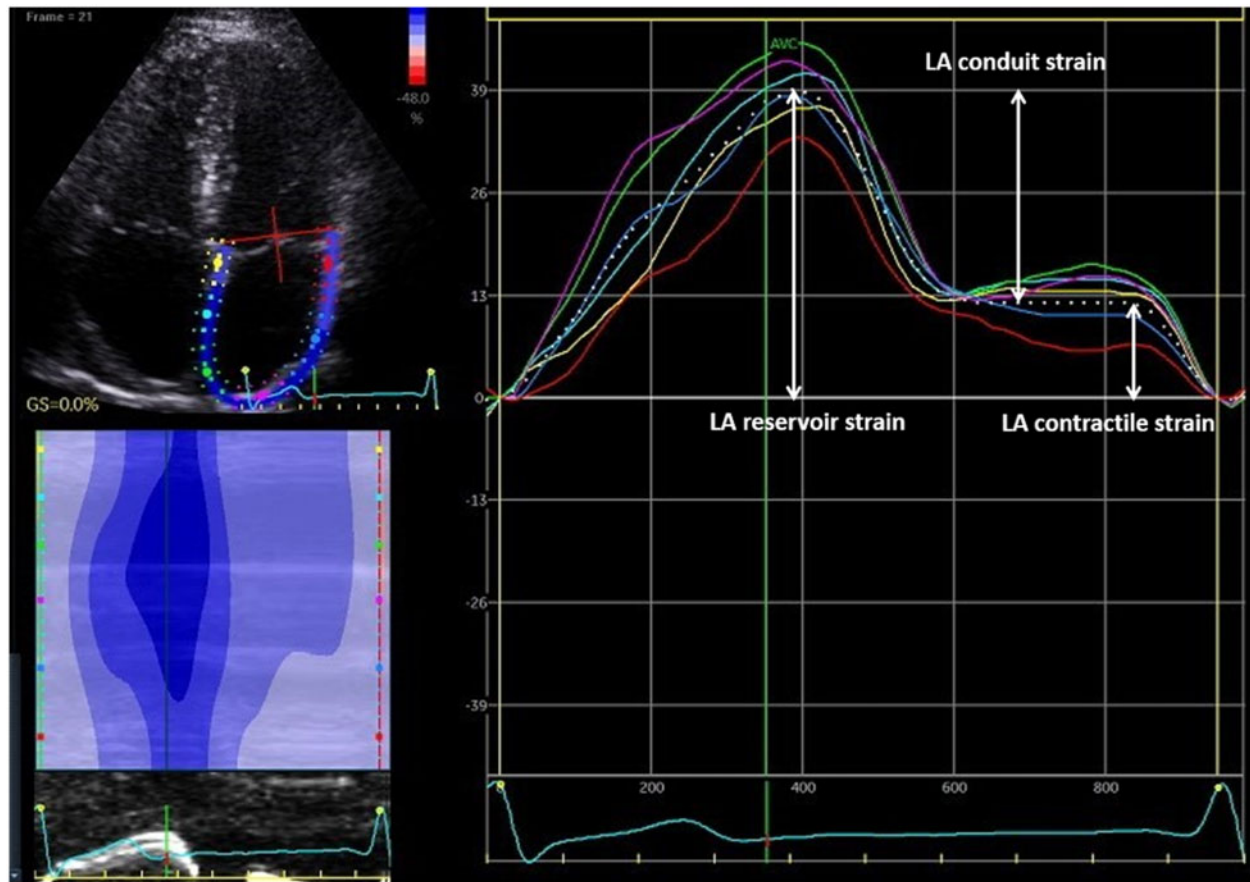 Frame = 21
-48.0
%
GS=0.0%
AVC
LA conduit strain
39
26
13
0
LA reservoir strain
LA contractile strain
-13
-26
-39
0
200
400
600
800